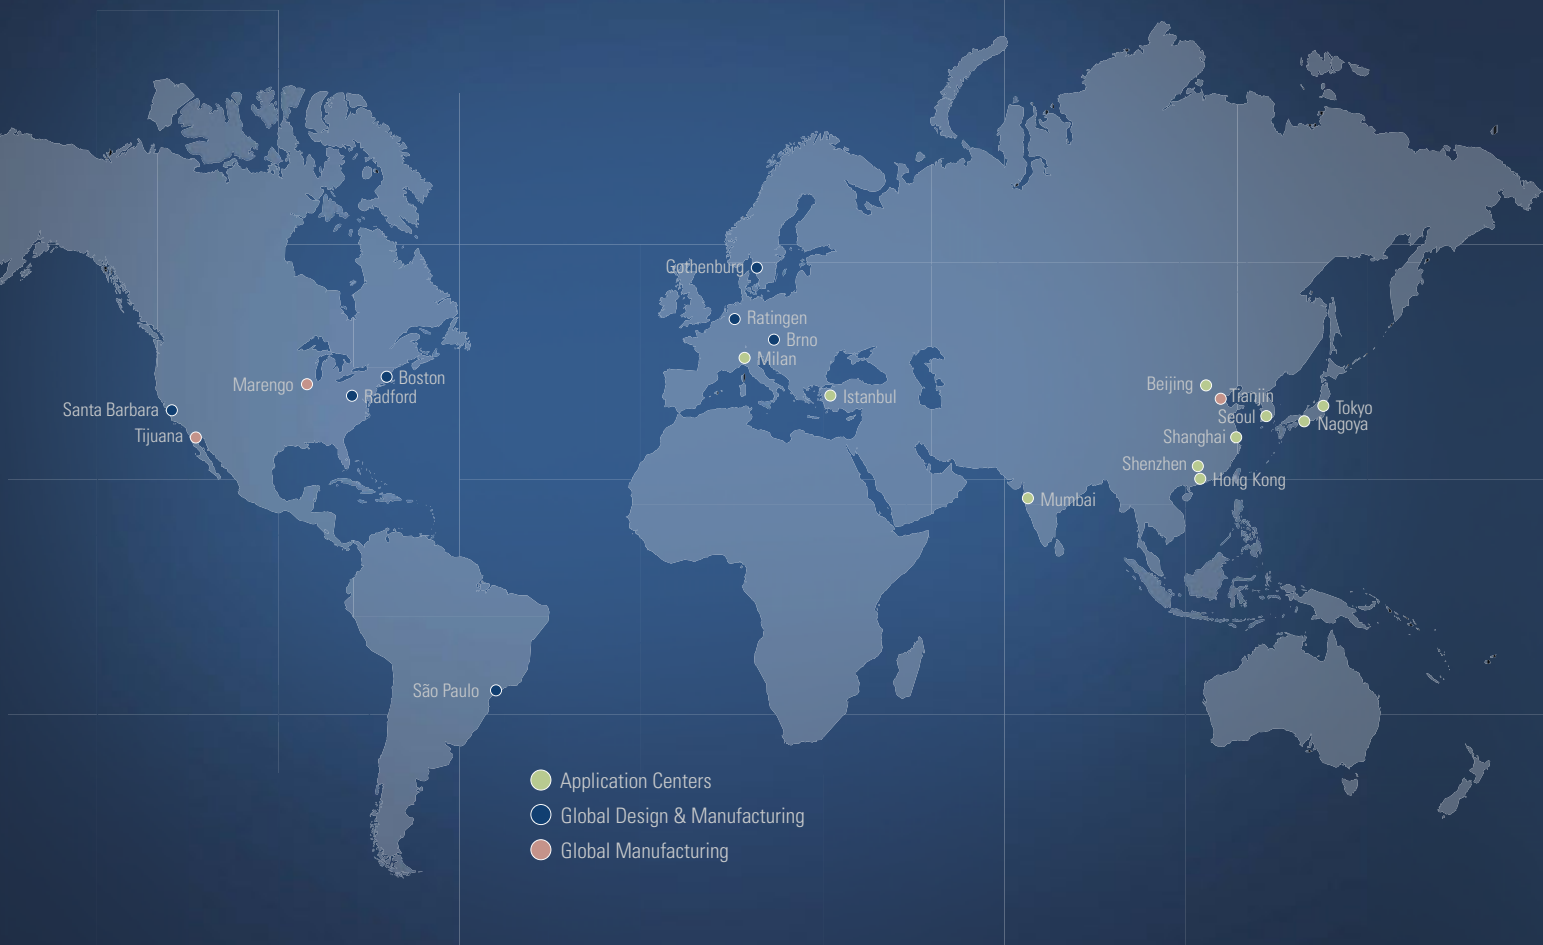 Gothenburg
Ratingen
Brno
Milan
Istanbul
Marengo
Boston
Radford
Santa Barbara
Tijuana
Beijing
Tianjin
Seoul
Tokyo
Nagoya
Shanghai
Shenzhen
Hong Kong
Mumbai
São Paulo
Application Centers
Global Design & Manufacturing
Global Manufacturing